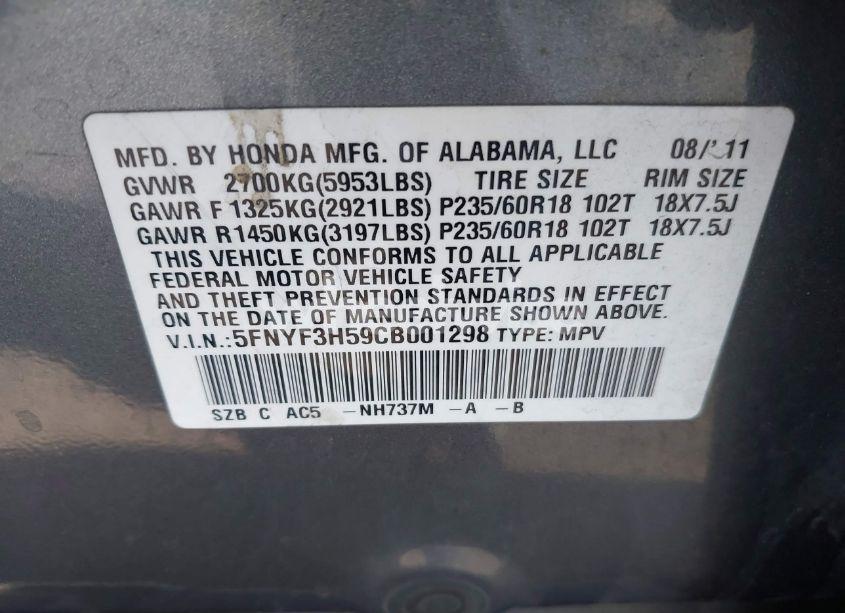 MFD. BY HONDA MFG. OF ALABAMA, LLC 08/11
GVWR 2700KG(5953LBS) TIRE SIZE RIM SIZE
GAWR F 1325KG(2921LBS) P235/60R18 102T 18X7.5J
GAWR R1450KG(3197LBS) P235/60R18 102T 18X7.5J
THIS VEHICLE CONFORMS TO ALL APPLICABLE
FEDERAL MOTOR VEHICLE SAFETY
AND THEFT PREVENTION STANDARDS IN EFFECT
ON THE DATE OF MANUFACTURE SHOWN ABOVE.
V.I.N.:5FNYF3H59CB001298 TYPE: MPV
SZB C AC5 -NH737M -A -B